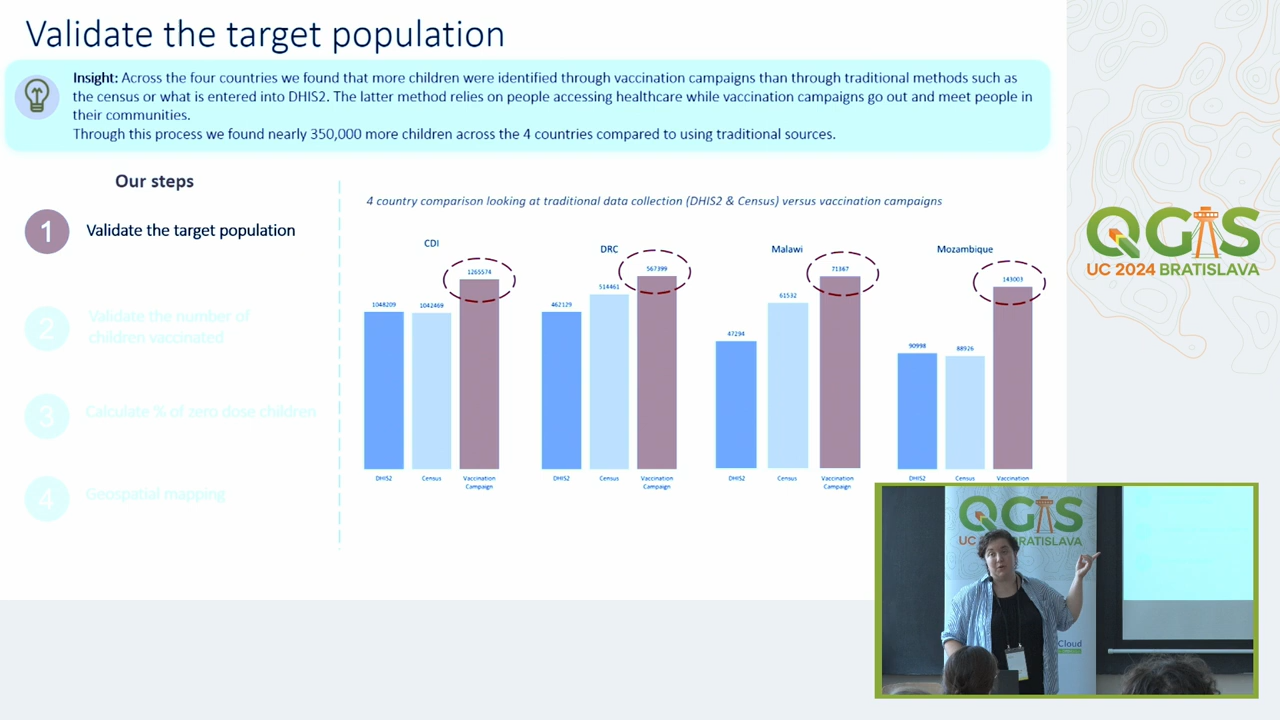 Validate the target population
Insight: Across the four countries we found that more children were identified through vaccination campaigns than through traditional methods such as
the census or what is entered into DHIS2. The latter method relies on people accessing healthcare while vaccination campaigns go out and meet people in
their communities.
Through this process we found nearly 350,000 more children across the 4 countries compared to using traditional sources.
Our steps
1 Validate the target population
2 Validate the number of
children vaccinated
3 Calculate % of zero dose children
4 Geospatial mapping
4 country comparison looking at traditional data collection (DHIS2 & Census) versus vaccination campaigns
CDI
1048209
1042469
1265574
DHIS2
Census
Vaccination
Campaign
DRC
462129
514461
567399
DHIS2
Census
Vaccination
Campaign
Malawi
47294
61532
71367
DHIS2
Census
Vaccination
Campaign
Mozambique
90998
88926
143003
DHIS2
Census
Vaccination
QGIS
UC 2024 BRATISLAVA
QGIS
UC BRATISLAVA
Cloud